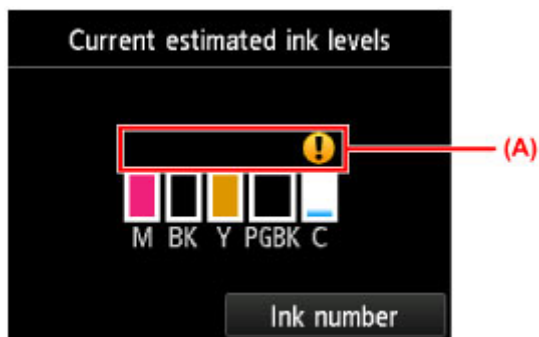 Current estimated ink levels
!
(A)
M BK Y PGBK C
Ink number